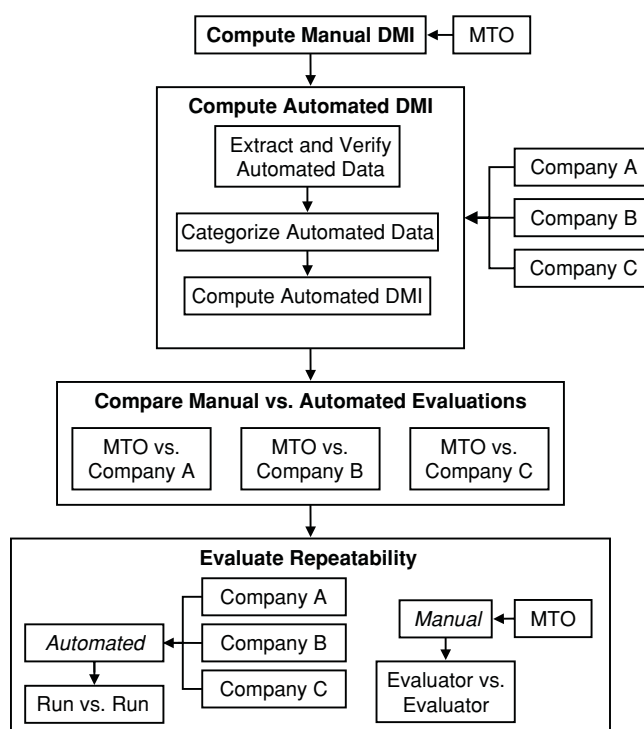 Compute Manual DMI
MTO
Compute Automated DMI
Extract and Verify
Automated Data
Categorize Automated Data
Compute Automated DMI
Company A
Company B
Company C
Compare Manual vs. Automated Evaluations
MTO vs.
Company A
MTO vs.
Company B
MTO vs.
Company C
Evaluate Repeatability
Automated
Run vs. Run
Company A
Company B
Company C
Manual
MTO
Evaluator vs.
Evaluator